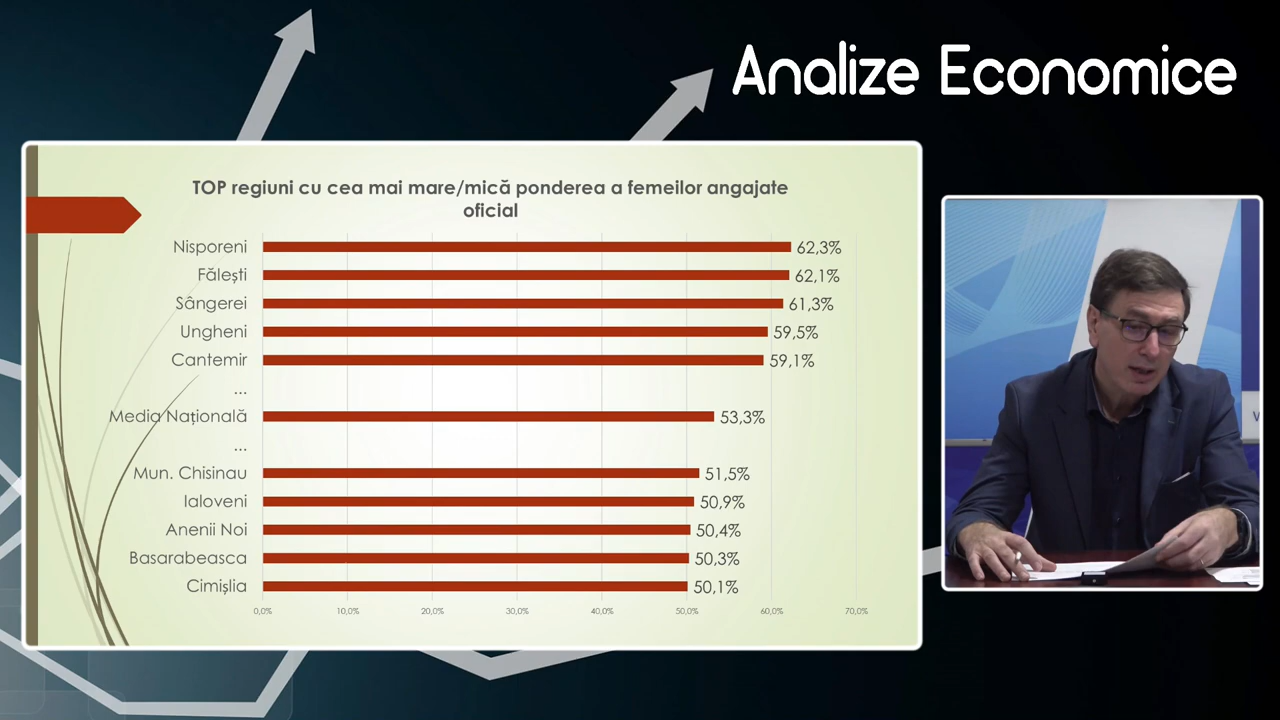 Analize Economice
TOP regiuni cu cea mai mare/mică ponderea a femeilor angajate
oficial
Nisporeni 62,3%
Fălești 62,1%
Sângerei 61,3%
Ungheni 59,5%
Cantemir 59,1%
...
Media Națională 53,3%
...
Mun. Chisinau 51,5%
Ialoveni 50,9%
Anenii Noi 50,4%
Basarabeasca 50,3%
Cimișlia 50,1%
0,0% 10,0% 20,0% 30,0% 40,0% 50,0% 60,0% 70,0%